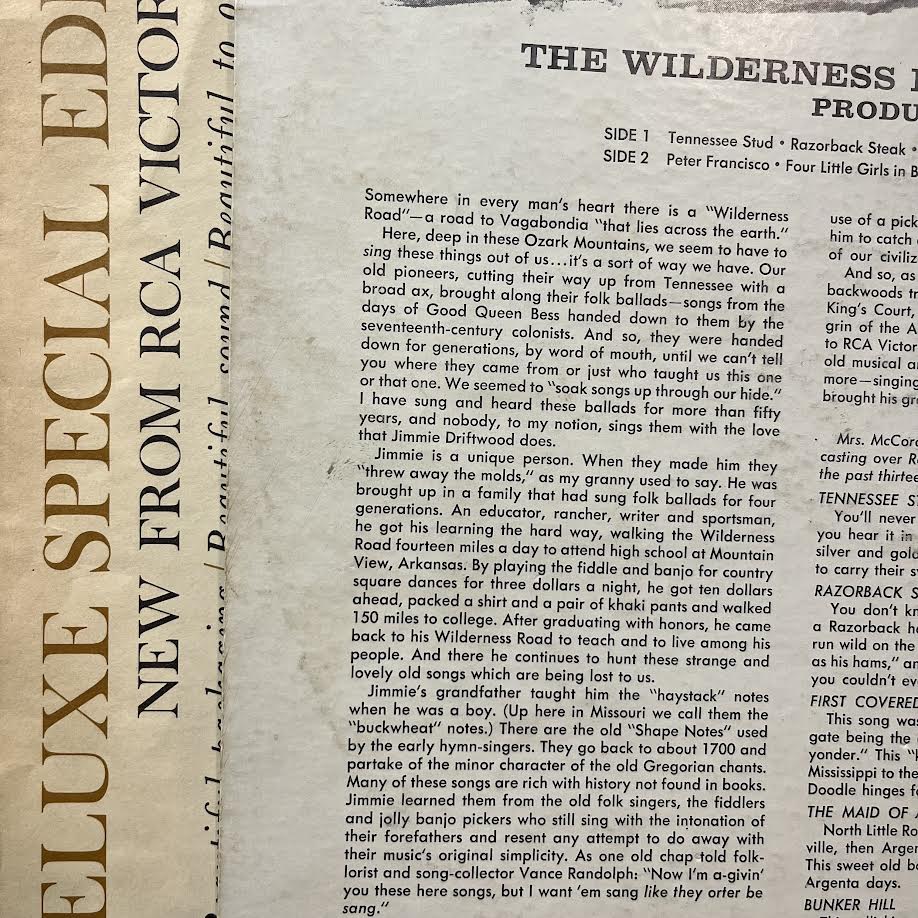 ELUXE SPECIAL EDI
NEW FROM RCA VICTOR
Beautiful sound / Beautiful to o
THE WILDERNESS
PRODU
SIDE 1 Tennessee Stud • Razorback Steak •
SIDE 2 Peter Francisco • Four Little Girls in B
Somewhere in every man's heart there is a "Wilderness
Road"—a road to Vagabondia "that lies across the earth."
Here, deep in these Ozark Mountains, we seem to have to
sing these things out of us...it's a sort of way we have. Our
old pioneers, cutting their way up from Tennessee with a
broad ax, brought along their folk ballads—songs from the
days of Good Queen Bess handed down to them by the
seventeenth-century colonists. And so, they were handed
down for generations, by word of mouth, until we can't tell
you where they came from or just who taught us this one
or that one. We seemed to "soak songs up through our hide."
I have sung and heard these ballads for more than fifty
years, and nobody, to my notion, sings them with the love
that Jimmie Driftwood does.
Jimmie is a unique person. When they made him they
"threw away the molds," as my granny used to say. He was
brought up in a family that had sung folk ballads for four
generations. An educator, rancher, writer and sportsman,
he got his learning the hard way, walking the Wilderness
Road fourteen miles a day to attend high school at Mountain
View, Arkansas. By playing the fiddle and banjo for country
square dances for three dollars a night, he got ten dollars
ahead, packed a shirt and a pair of khaki pants and walked
150 miles to college. After graduating with honors, he came
back to his Wilderness Road to teach and to live among his
people. And there he continues to hunt these strange and
lovely old songs which are being lost to us.
Jimmie's grandfather taught him the "haystack" notes
when he was a boy. (Up here in Missouri we call them the
"buckwheat" notes.) There are the old "Shape Notes" used
by the early hymn-singers. They go back to about 1700 and
partake of the minor character of the old Gregorian chants.
Many of these songs are rich with history not found in books.
Jimmie learned them from the old folk singers, the fiddlers
and jolly banjo pickers who still sing with the intonation of
their forefathers and resent any attempt to do away with
their music's original simplicity. As one old chap told folk-
lorist and song-collector Vance Randolph: "Now I'm a-givin'
you these here songs, but I want 'em sang like they orter be
sang."
use of a pick
him to catch
of our civiliz
And so, as
backwoods tr
King's Court,
grin of the A
to RCA Victor
old musical a
more—singing
brought his gr
Mrs. McCor
casting over R
the past thirtee
TENNESSEE S
You'll never
you hear it in
silver and gold
to carry their s
RAZORBACK S
You don't kn
a Razorback h
run wild on the
as his hams," an
you couldn't ev
FIRST COVERED
This song was
gate being the
yonder." This "
Mississippi to the
Doodle hinges f
THE MAID OF A
North Little Ro
ville, then Argen
This sweet old b
Argenta days.
BUNKER HILL